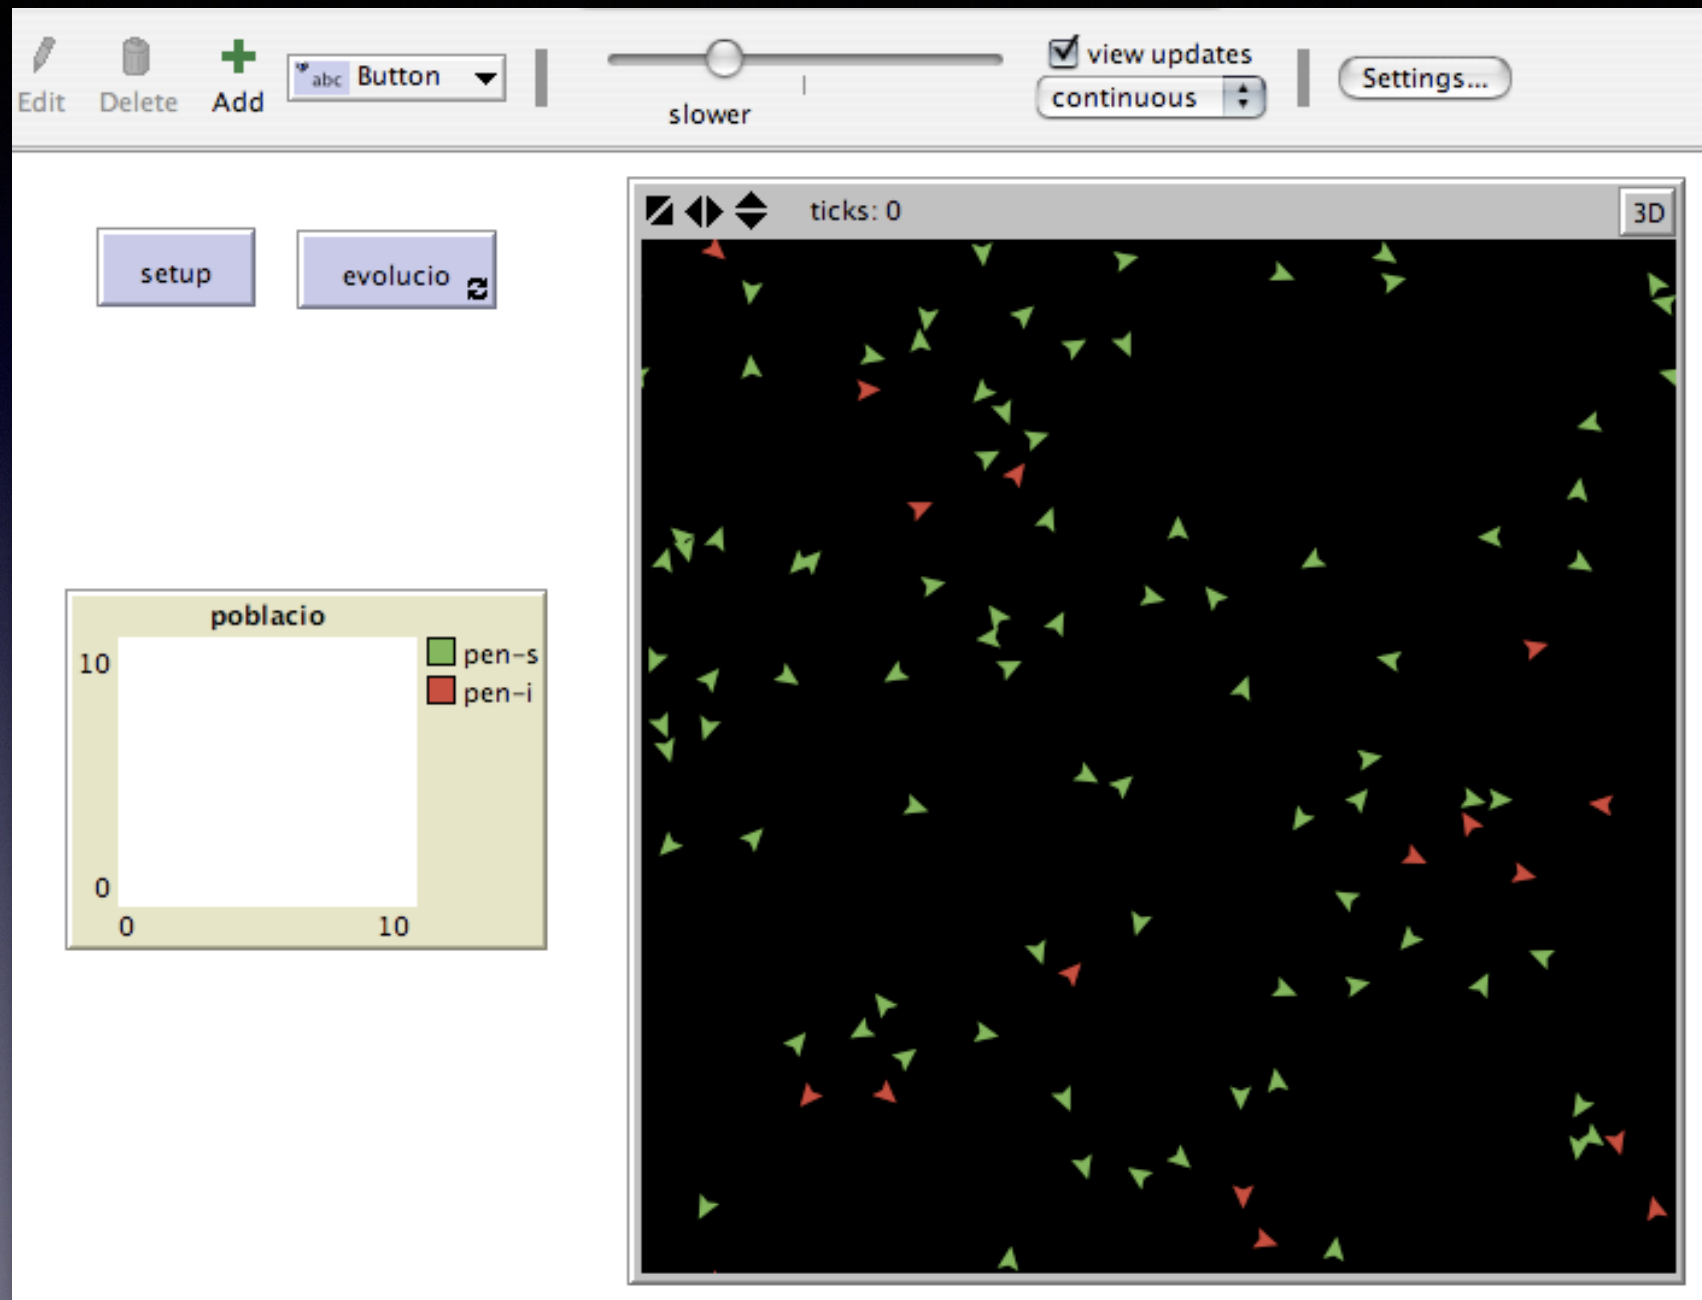 Edit
Delete
Add
abc Button
slower
view updates
continuous
Settings...
setup
evolucio
ticks: 0
3D
poblacio
10
0
0
10
pen-s
pen-i